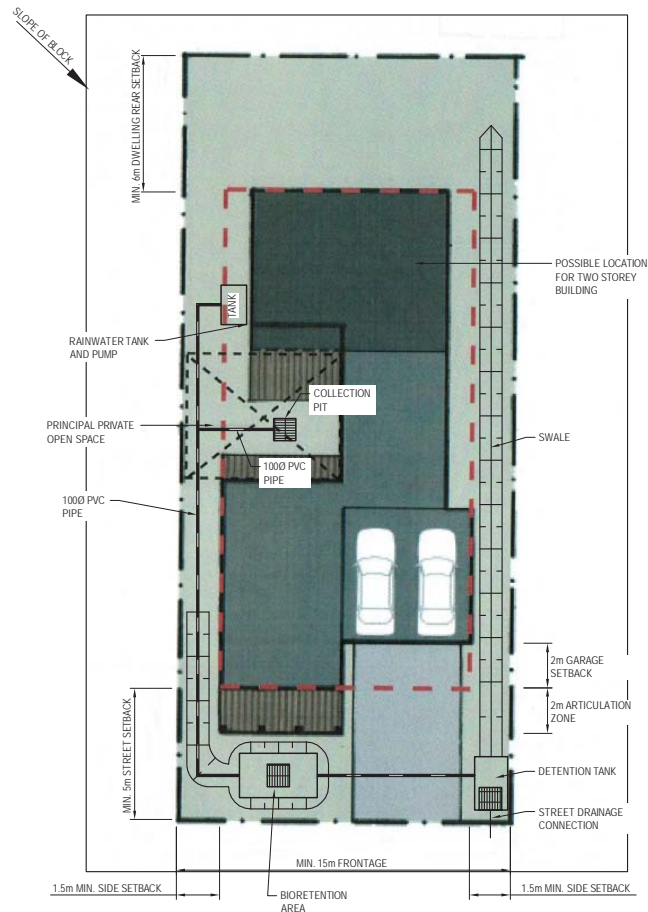 SLOPE OF BLOCK
MIN. 6m DWELLING REAR SETBACK
POSSIBLE LOCATION
FOR TWO STOREY
BUILDING
TANK
RAINWATER TANK
AND PUMP
COLLECTION
PIT
PRINCIPAL PRIVATE
OPEN SPACE
SWALE
100Ø PVC
PIPE
100Ø PVC
PIPE
2m GARAGE
SETBACK
2m ARTICULATION
ZONE
MIN. 5m STREET SETBACK
DETENTION TANK
STREET DRAINAGE
CONNECTION
MIN. 15m FRONTAGE
1.5m MIN. SIDE SETBACK
BIORETENTION
AREA
1.5m MIN. SIDE SETBACK